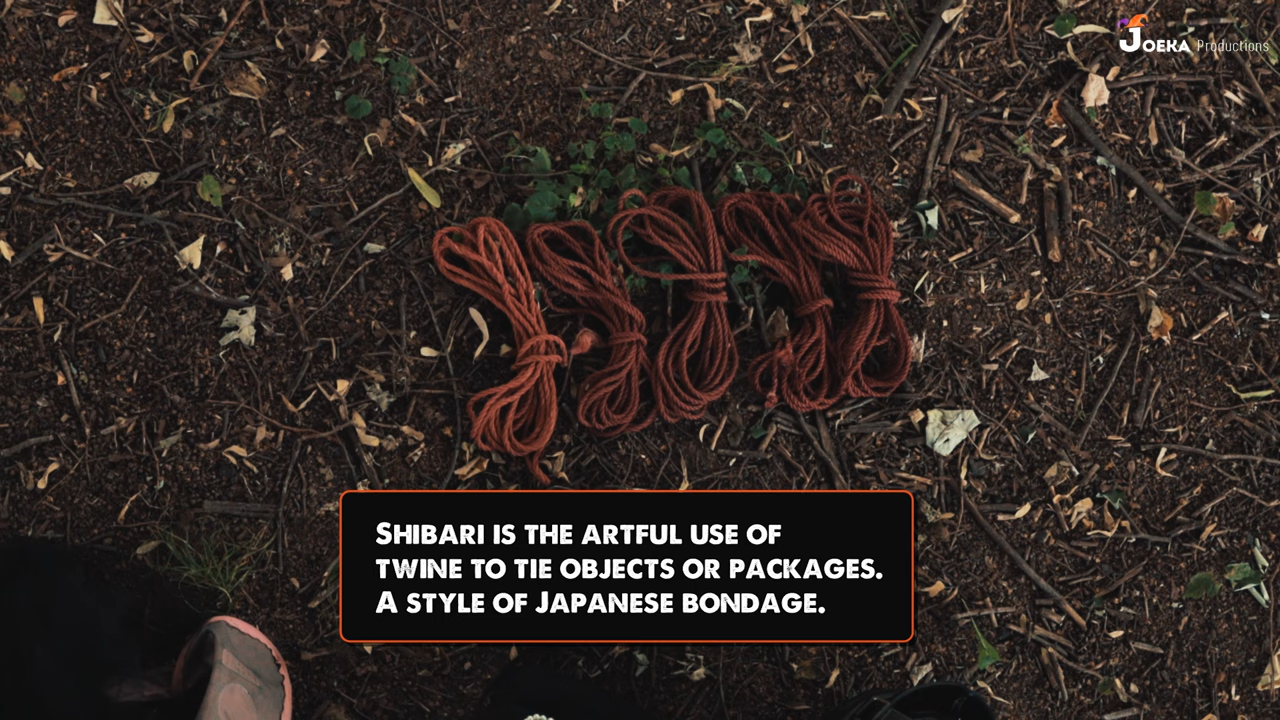 JOEKA Productions
SHIBARI IS THE ARTFUL USE OF
TWINE TO TIE OBJECTS OR PACKAGES.
A STYLE OF JAPANESE BONDAGE.